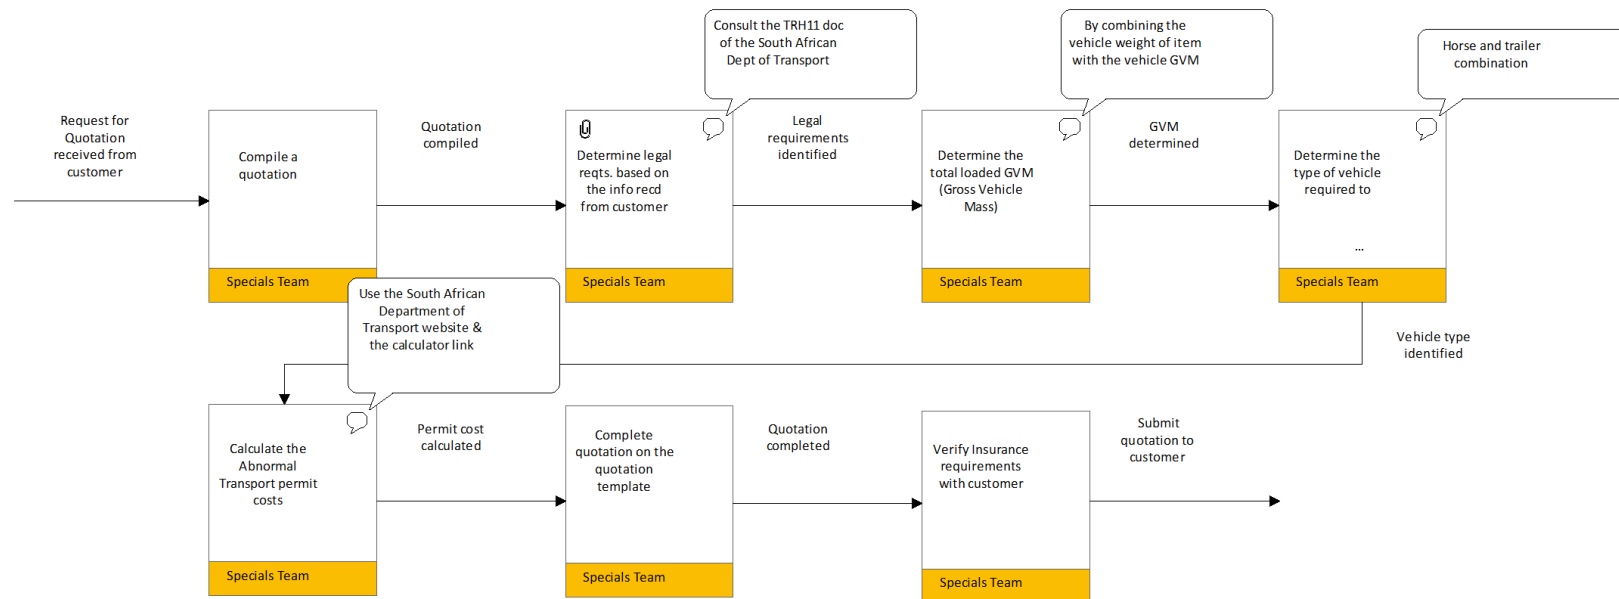 Request for
Quotation
received from
customer
Compile a
quotation
Specials Team
Quotation
compiled
Consult the TRH11 doc
of the South African
Dept of Transport
Determine legal
reqts. based on
the info recd
from customer
Specials Team
Legal
requirements
identified
By combining the
vehicle weight of item
with the vehicle GVM
Determine the
total loaded GVM
(Gross Vehicle
Mass)
Specials Team
GVM
determined
Horse and trailer
combination
Determine the
type of vehicle
required to
...
Specials Team
Vehicle type
identified
Use the South African
Department of
Transport website &
the calculator link
Calculate the
Abnormal
Transport permit
costs
Specials Team
Permit cost
calculated
Complete
quotation on the
quotation
template
Specials Team
Quotation
completed
Verify Insurance
requirements
with customer
Specials Team
Submit
quotation to
customer